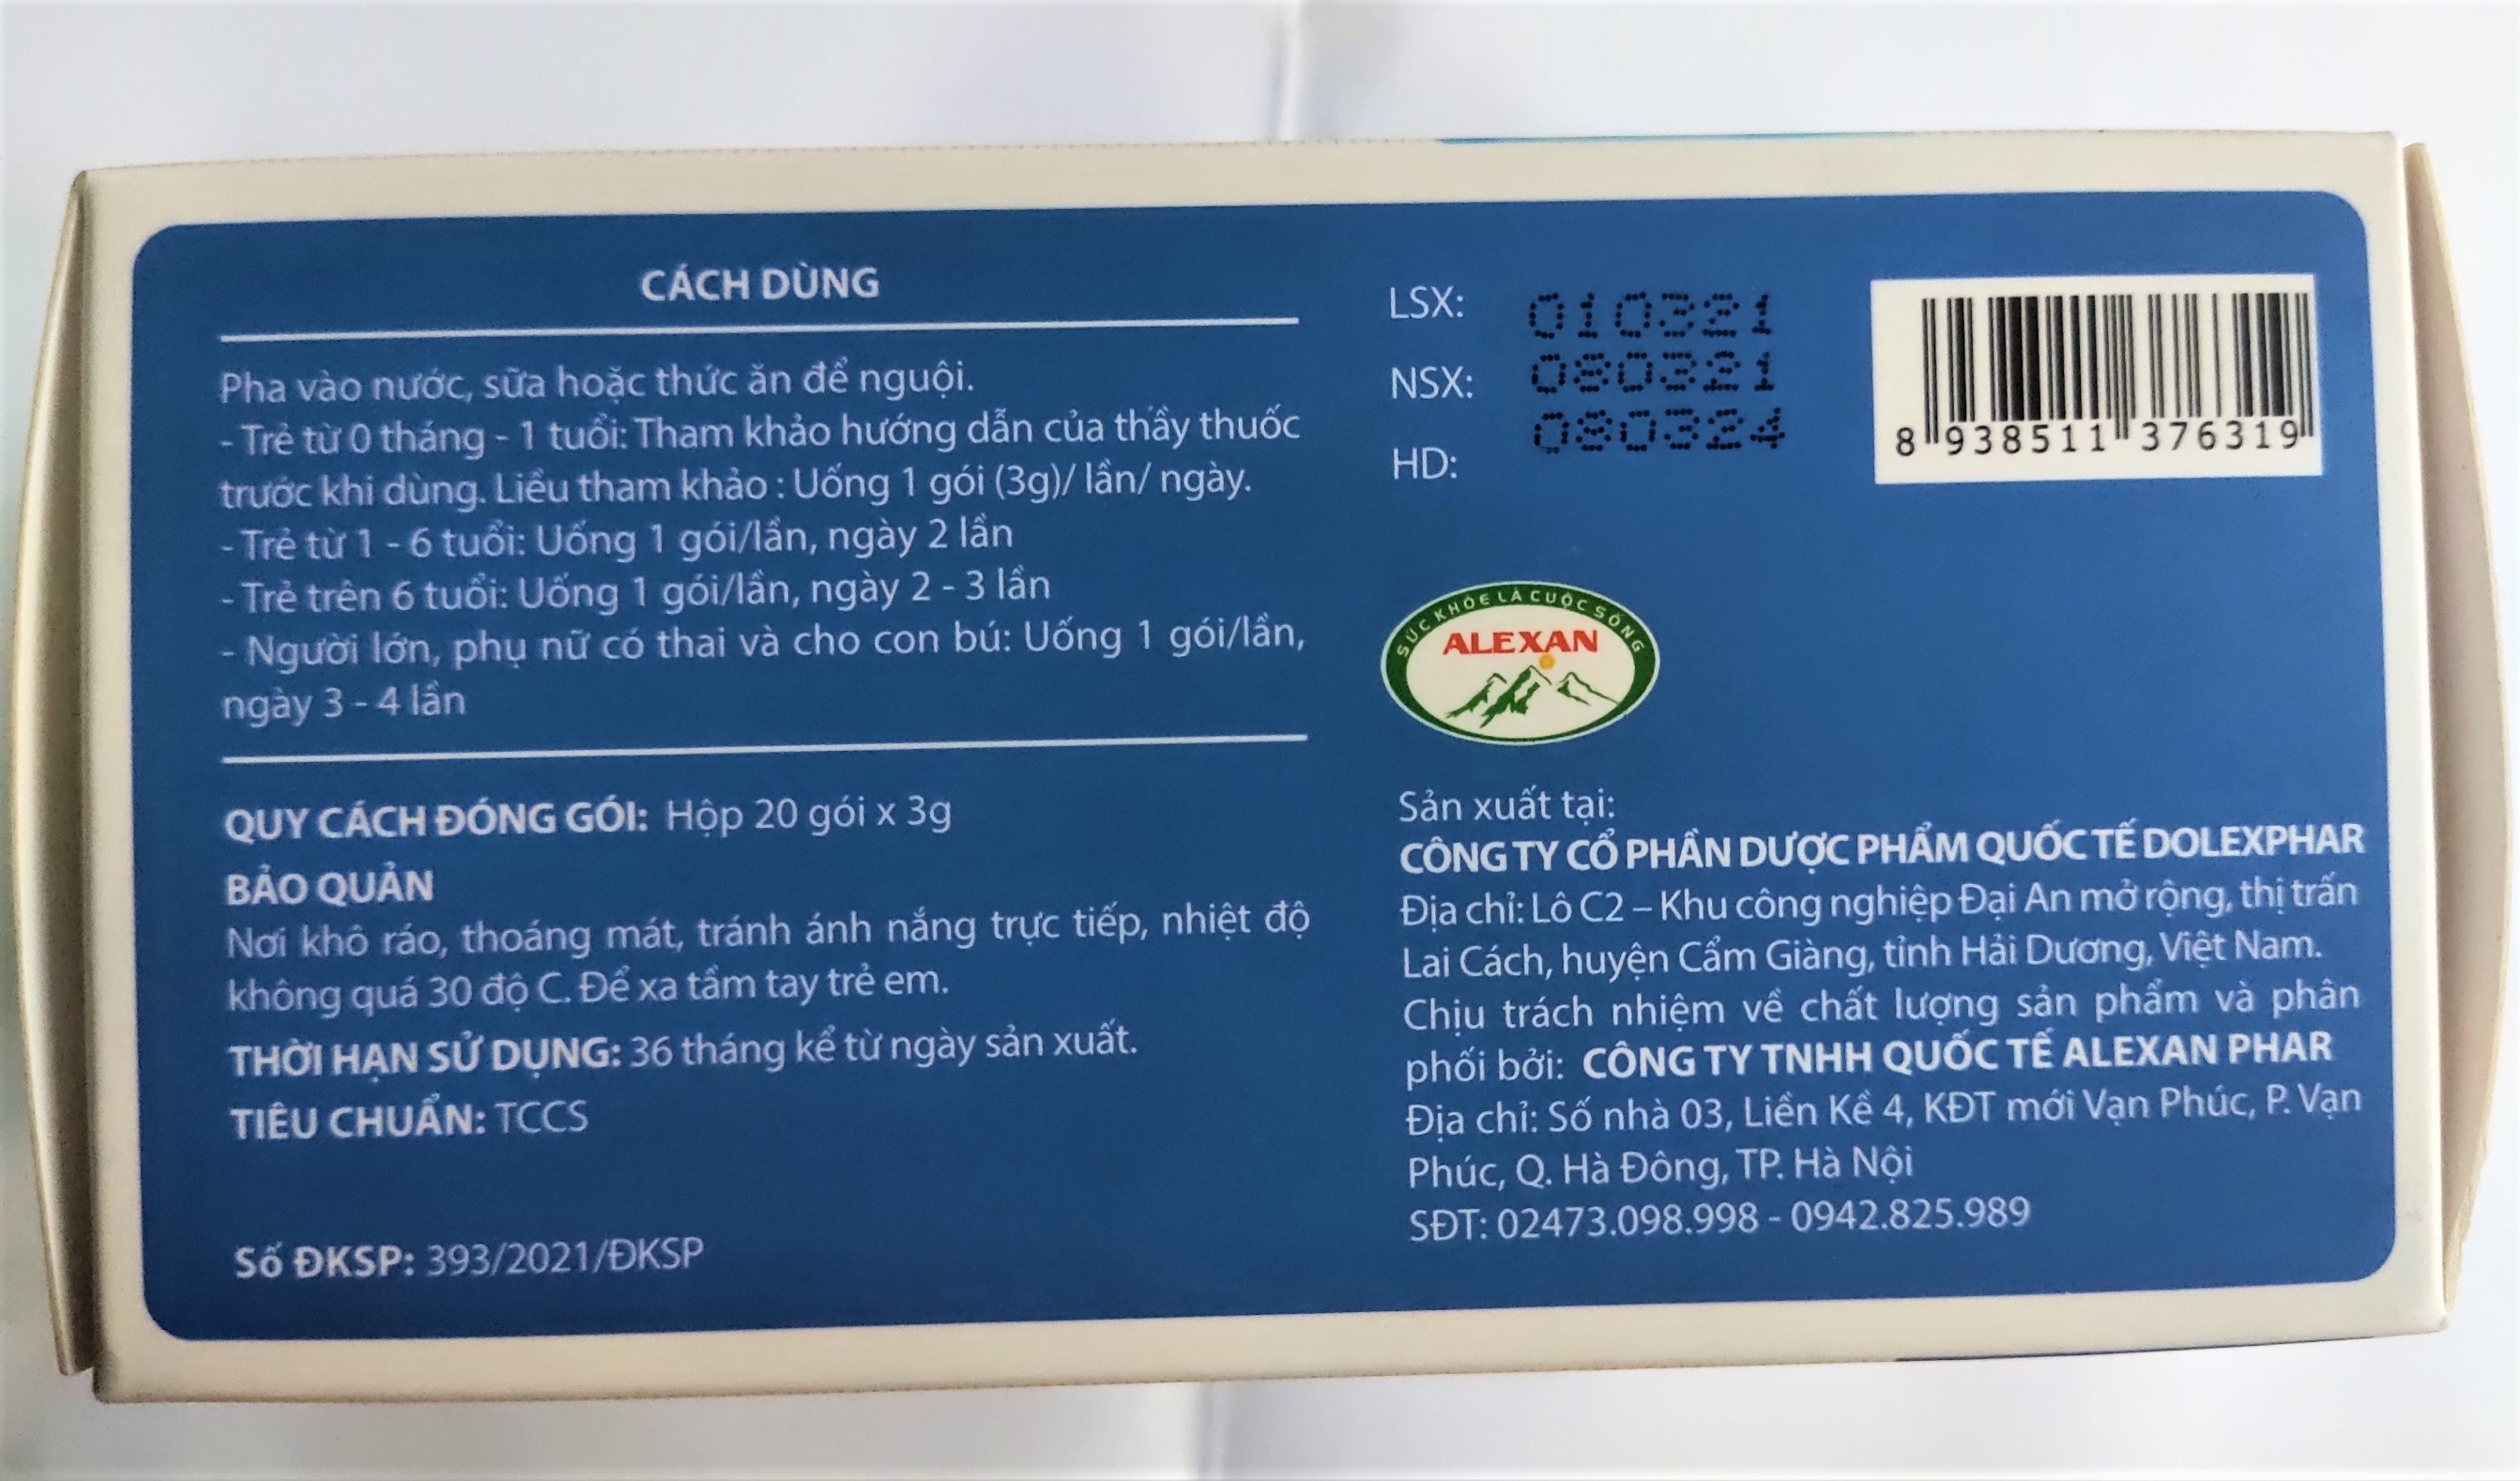 CÁCH DÙNG
Pha vào nước, sữa hoặc thức ăn để nguội.
- Trẻ từ 0 tháng - 1 tuổi: Tham khảo hướng dẫn của thầy thuốc
trước khi dùng. Liều tham khảo : Uống 1 gói (3g)/ lần/ ngày.
- Trẻ từ 1 - 6 tuổi: Uống 1 gói/lần, ngày 2 lần
- Trẻ trên 6 tuổi: Uống 1 gói/lần, ngày 2 - 3 lần
- Người lớn, phụ nữ có thai và cho con bú: Uống 1 gói/lần,
ngày 3 - 4 lần
QUY CÁCH ĐÓNG GÓI: Hộp 20 gói x 3g
BẢO QUẢN
Nơi khô ráo, thoáng mát, tránh ánh nắng trực tiếp, nhiệt độ
không quá 30 độ C. Để xa tầm tay trẻ em.
THỜI HẠN SỬ DỤNG: 36 tháng kể từ ngày sản xuất.
TIÊU CHUẨN: TCCS
Số ĐKSP: 393/2021/ĐKSP
LSX: 010321
NSX: 080321
HD: 080324
8 938511 376319
SỨC KHỎE LÀ CUỘC SỐNG
ALEXAN
Sản xuất tại:
CÔNG TY CỔ PHẦN DƯỢC PHẨM QUỐC TẾ DOLEXPHAR
Địa chỉ: Lô C2 – Khu công nghiệp Đại An mở rộng, thị trấn
Lai Cách, huyện Cẩm Giàng, tỉnh Hải Dương, Việt Nam.
Chịu trách nhiệm về chất lượng sản phẩm và phân
phối bởi: CÔNG TY TNHH QUỐC TẾ ALEXAN PHAR
Địa chỉ: Số nhà 03, Liền Kề 4, KĐT mới Vạn Phúc, P. Vạn
Phúc, Q. Hà Đông, TP. Hà Nội
SĐT: 02473.098.998 - 0942.825.989